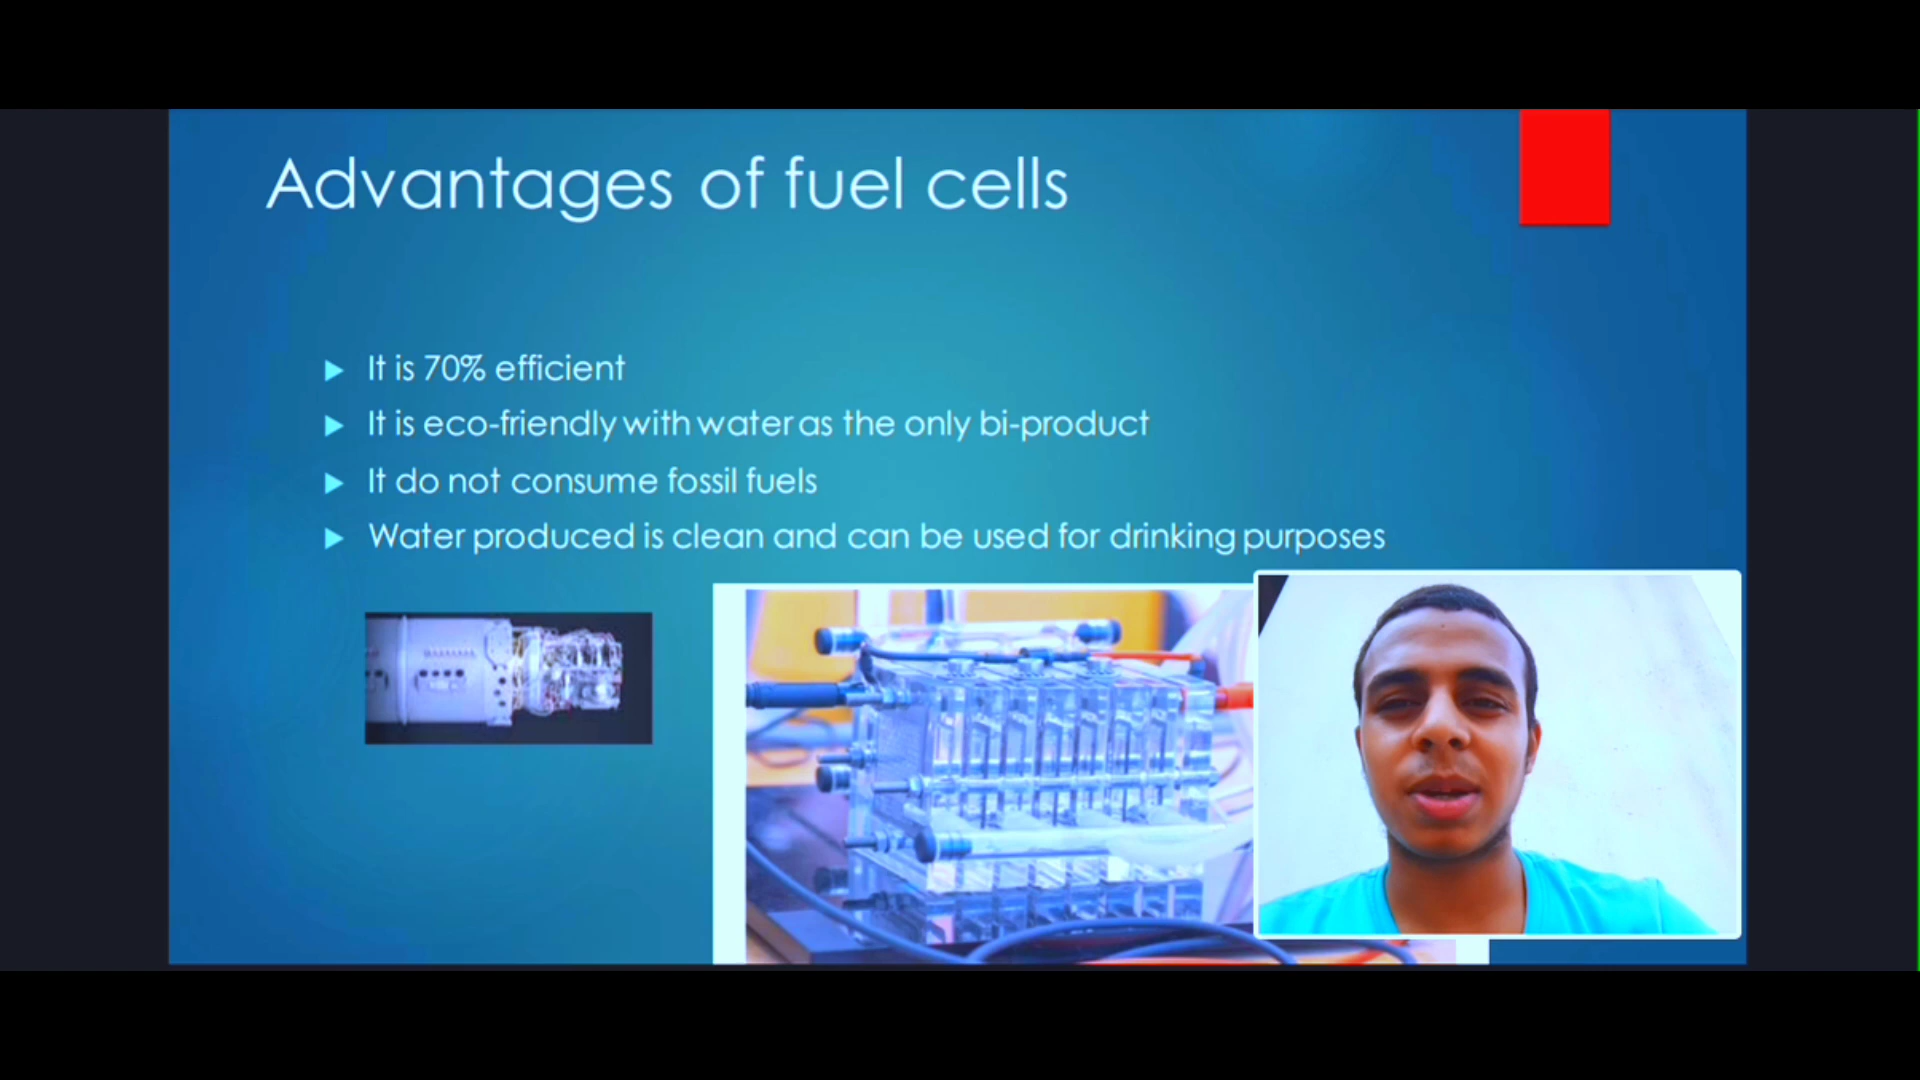 Advantages of fuel cells
It is 70% efficient
It is eco-friendly with water as the only bi-product
It do not consume fossil fuels
Water produced is clean and can be used for drinking purposes